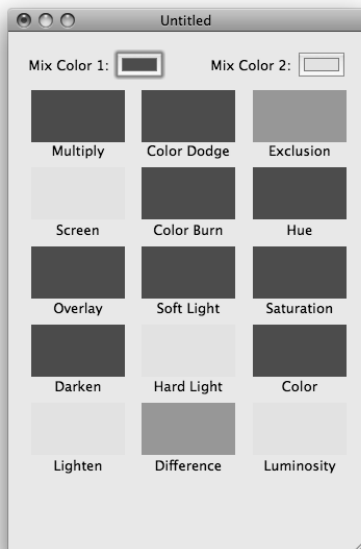 Untitled
Mix Color 1: Mix Color 2:
Multiply Color Dodge Exclusion
Screen Color Burn Hue
Overlay Soft Light Saturation
Darken Hard Light Color
Lighten Difference Luminosity